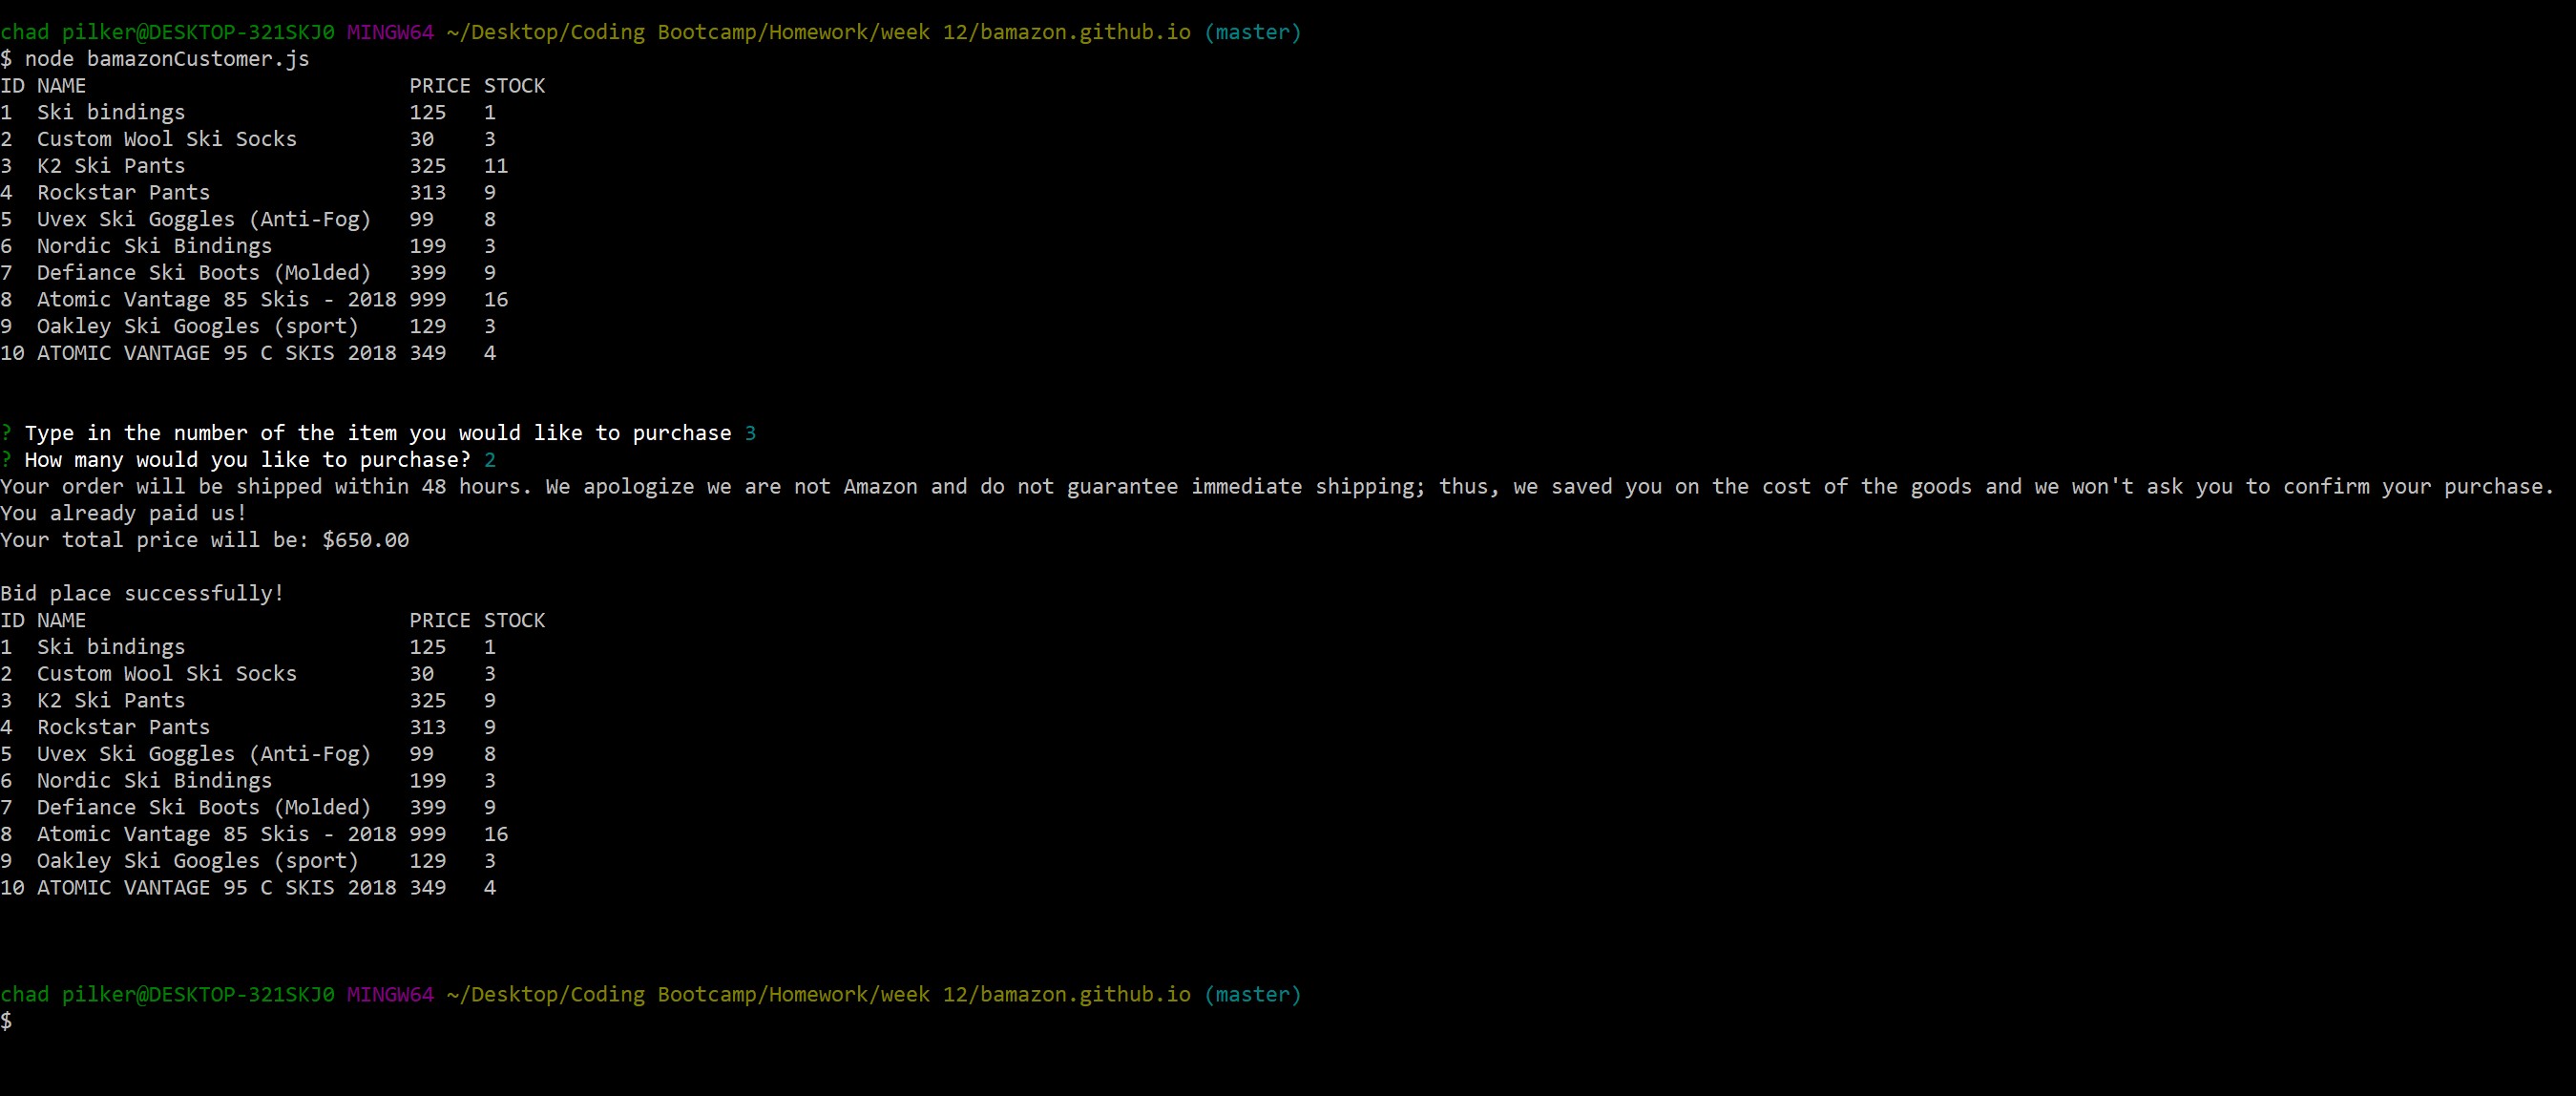 chad pilker@DESKTOP-321SKJ0 MINGW64 ~/Desktop/Coding Bootcamp/Homework/week 12/bamazon.github.io (master)
$ node bamazonCustomer.js
ID NAME                          PRICE STOCK
1  Ski bindings                  125   1
2  Custom Wool Ski Socks         30    3
3  K2 Ski Pants                  325   11
4  Rockstar Pants                313   9
5  Uvex Ski Goggles (Anti-Fog)   99    8
6  Nordic Ski Bindings           199   3
7  Defiance Ski Boots (Molded)   399   9
8  Atomic Vantage 85 Skis - 2018 999   16
9  Oakley Ski Googles (sport)    129   3
10 ATOMIC VANTAGE 95 C SKIS 2018 349   4
? Type in the number of the item you would like to purchase 3
? How many would you like to purchase? 2
Your order will be shipped within 48 hours. We apologize we are not Amazon and do not guarantee immediate shipping; thus, we saved you on the cost of the goods and we won't ask you to confirm your purchase.
You already paid us!
Your total price will be: $650.00
Bid place successfully!
ID NAME                          PRICE STOCK
1  Ski bindings                  125   1
2  Custom Wool Ski Socks         30    3
3  K2 Ski Pants                  325   9
4  Rockstar Pants                313   9
5  Uvex Ski Goggles (Anti-Fog)   99    8
6  Nordic Ski Bindings           199   3
7  Defiance Ski Boots (Molded)   399   9
8  Atomic Vantage 85 Skis - 2018 999   16
9  Oakley Ski Googles (sport)    129   3
10 ATOMIC VANTAGE 95 C SKIS 2018 349   4
chad pilker@DESKTOP-321SKJ0 MINGW64 ~/Desktop/Coding Bootcamp/Homework/week 12/bamazon.github.io (master)
$